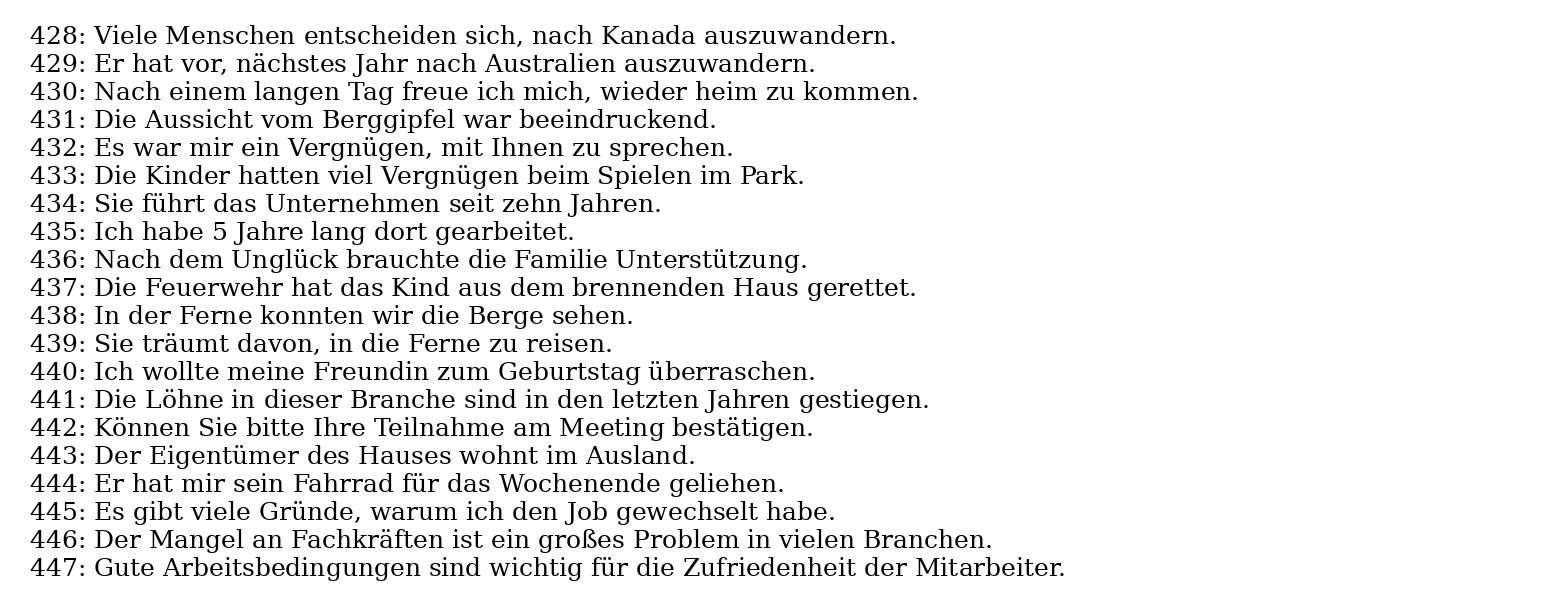 428: Viele Menschen entscheiden sich, nach Kanada auszuwandern.
429: Er hat vor, nächstes Jahr nach Australien auszuwandern.
430: Nach einem langen Tag freue ich mich, wieder heim zu kommen.
431: Die Aussicht vom Berggipfel war beeindruckend.
432: Es war mir ein Vergnügen, mit Ihnen zu sprechen.
433: Die Kinder hatten viel Vergnügen beim Spielen im Park.
434: Sie führt das Unternehmen seit zehn Jahren.
435: Ich habe 5 Jahre lang dort gearbeitet.
436: Nach dem Unglück brauchte die Familie Unterstützung.
437: Die Feuerwehr hat das Kind aus dem brennenden Haus gerettet.
438: In der Ferne konnten wir die Berge sehen.
439: Sie träumt davon, in die Ferne zu reisen.
440: Ich wollte meine Freundin zum Geburtstag überraschen.
441: Die Löhne in dieser Branche sind in den letzten Jahren gestiegen.
442: Können Sie bitte Ihre Teilnahme am Meeting bestätigen.
443: Der Eigentümer des Hauses wohnt im Ausland.
444: Er hat mir sein Fahrrad für das Wochenende geliehen.
445: Es gibt viele Gründe, warum ich den Job gewechselt habe.
446: Der Mangel an Fachkräften ist ein großes Problem in vielen Branchen.
447: Gute Arbeitsbedingungen sind wichtig für die Zufriedenheit der Mitarbeiter.